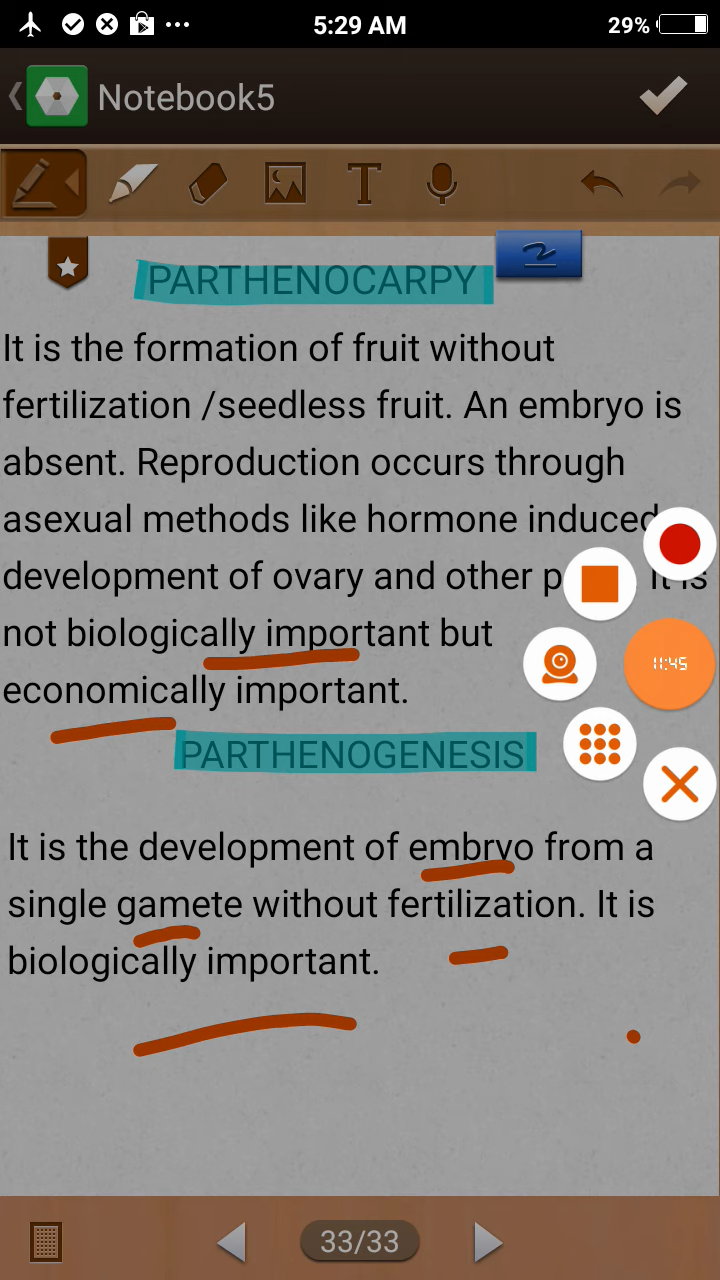 5:29 AM
29%
Notebook5
PARTHENOCARPY
It is the formation of fruit without
fertilization /seedless fruit. An embryo is
absent. Reproduction occurs through
asexual methods like hormone induced
development of ovary and other p It is
not biologically important but
11:45
economically important.
PARTHENOGENESIS
It is the development of embryo from a
single gamete without fertilization. It is
biologically important.
33/33